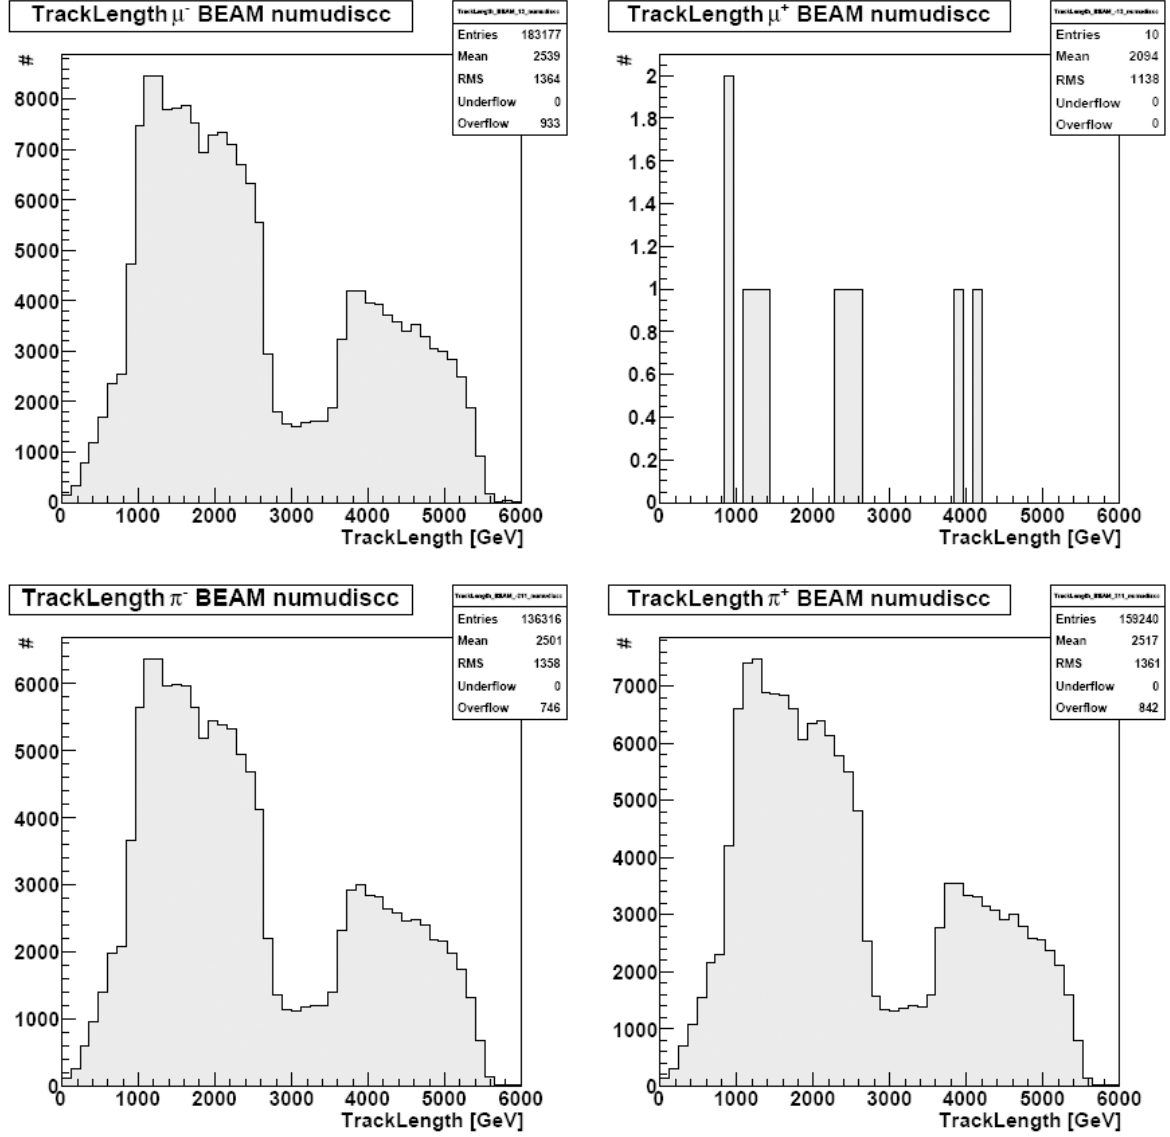 TrackLength μ⁻ BEAM numudiscc
TrackLength_BEAM_13_numudiscc
Entries 183177
Mean 2539
RMS 1364
Underflow 0
Overflow 933
#
8000
7000
6000
5000
4000
3000
2000
1000
0
0 1000 2000 3000 4000 5000 6000
TrackLength [GeV]
TrackLength μ⁺ BEAM numudiscc
TrackLength_BEAM_-13_numudiscc
Entries 10
Mean 2094
RMS 1138
Underflow 0
Overflow 0
#
2
1.8
1.6
1.4
1.2
1
0.8
0.6
0.4
0.2
0
0 1000 2000 3000 4000 5000 6000
TrackLength [GeV]
TrackLength π⁻ BEAM numudiscc
TrackLength_BEAM_-211_numudiscc
Entries 136316
Mean 2501
RMS 1358
Underflow 0
Overflow 746
#
6000
5000
4000
3000
2000
1000
0
0 1000 2000 3000 4000 5000 6000
TrackLength [GeV]
TrackLength π⁺ BEAM numudiscc
TrackLength_BEAM_211_numudiscc
Entries 159240
Mean 2517
RMS 1361
Underflow 0
Overflow 842
#
7000
6000
5000
4000
3000
2000
1000
0
0 1000 2000 3000 4000 5000 6000
TrackLength [GeV]